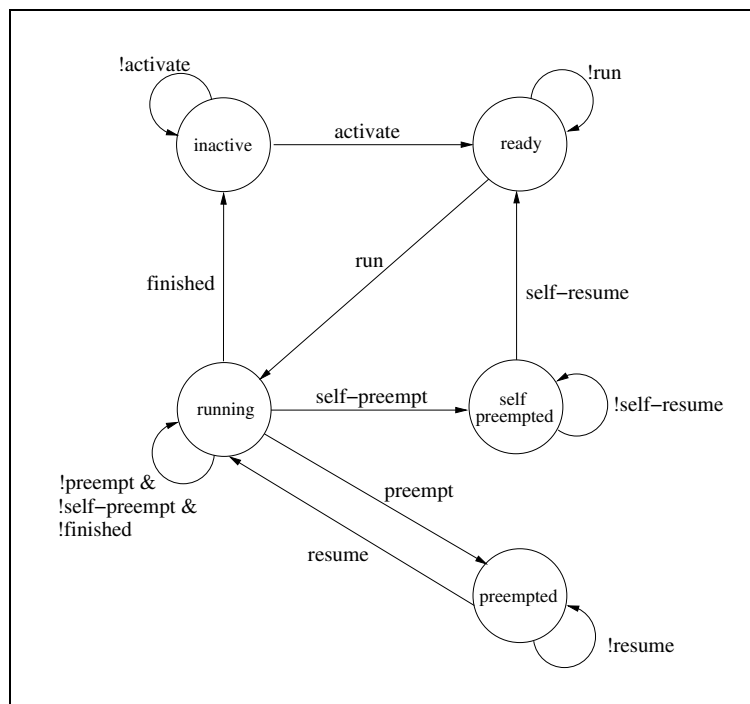 !activate
!run
inactive
activate
ready
run
finished
self−resume
running
self−preempt
self
preempted
!self−resume
!preempt &
!self−preempt &
!finished
preempt
resume
preempted
!resume